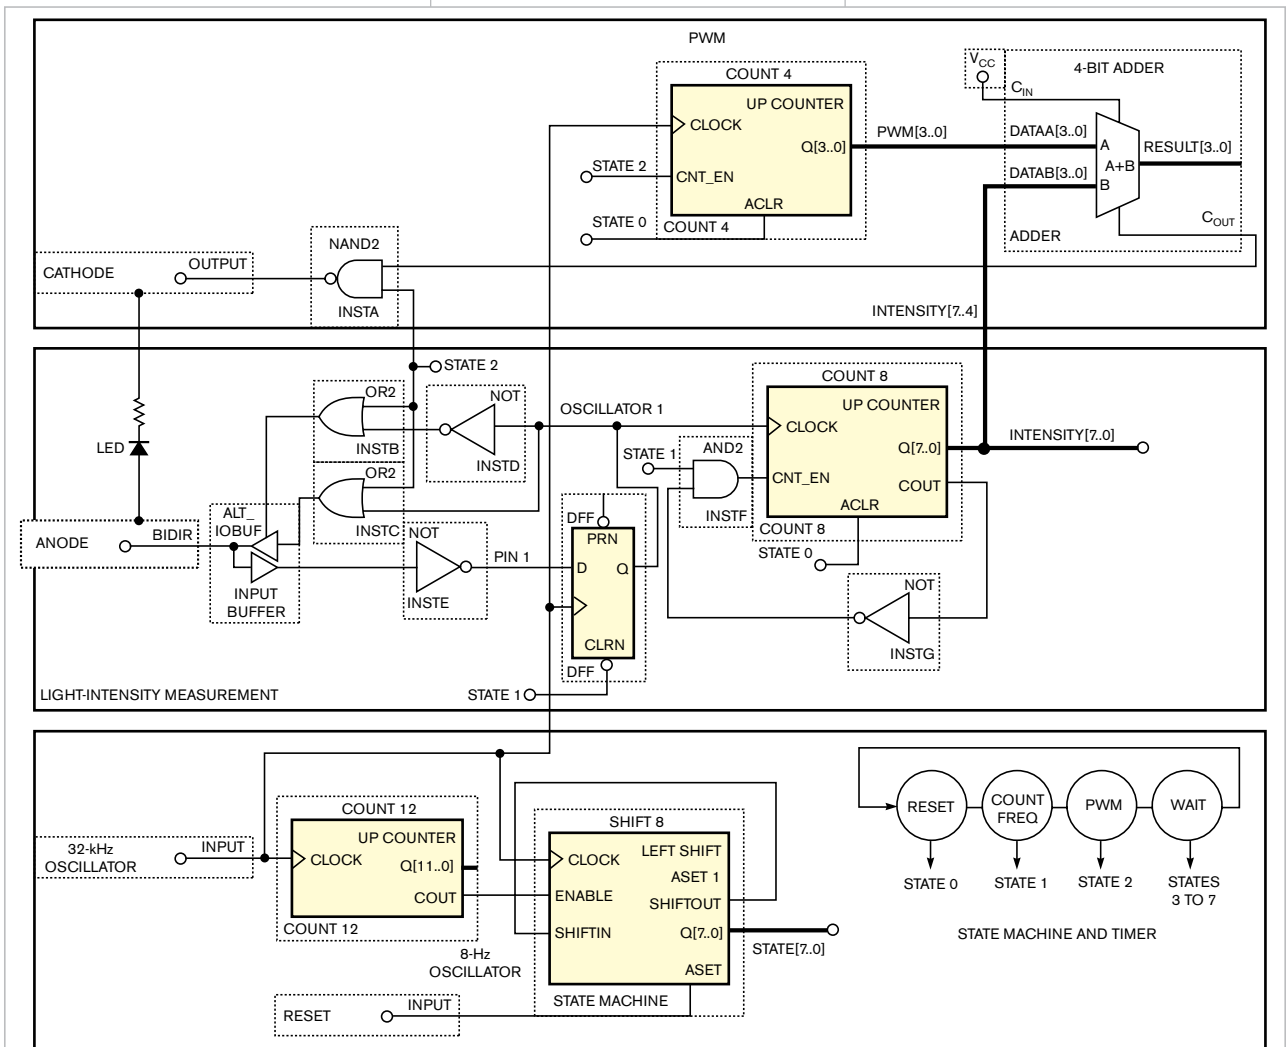 PWM
COUNT 4
UP COUNTER
CLOCK
Q[3..0]
CNT_EN
ACLR
COUNT 4
STATE 2
STATE 0
PWM[3..0]
VCC
CIN
4-BIT ADDER
DATAA[3..0]
A
A+B
B
RESULT[3..0]
DATAB[3..0]
COUT
ADDER
NAND2
INSTA
CATHODE
OUTPUT
INTENSITY[7..4]
STATE 2
OR2
INSTB
NOT
INSTD
OSCILLATOR 1
COUNT 8
UP COUNTER
CLOCK
Q[7..0]
CNT_EN
COUT
ACLR
COUNT 8
INTENSITY[7..0]
LED
STATE 1
AND2
INSTF
OR2
INSTC
ALT_
IOBUF
ANODE
BIDIR
INPUT
BUFFER
NOT
INSTE
PIN 1
DFF
PRN
D
Q
CLRN
DFF
STATE 0
NOT
INSTG
STATE 1
LIGHT-INTENSITY MEASUREMENT
32-kHz
OSCILLATOR
INPUT
COUNT 12
UP COUNTER
CLOCK
Q[11..0]
COUT
COUNT 12
8-Hz
OSCILLATOR
SHIFT 8
CLOCK
LEFT SHIFT
ASET 1
ENABLE
SHIFTOUT
SHIFTIN
Q[7..0]
ASET
STATE MACHINE
STATE[7..0]
RESET
INPUT
RESET
COUNT
FREQ
PWM
WAIT
STATE 0
STATE 1
STATE 2
STATES
3 TO 7
STATE MACHINE AND TIMER